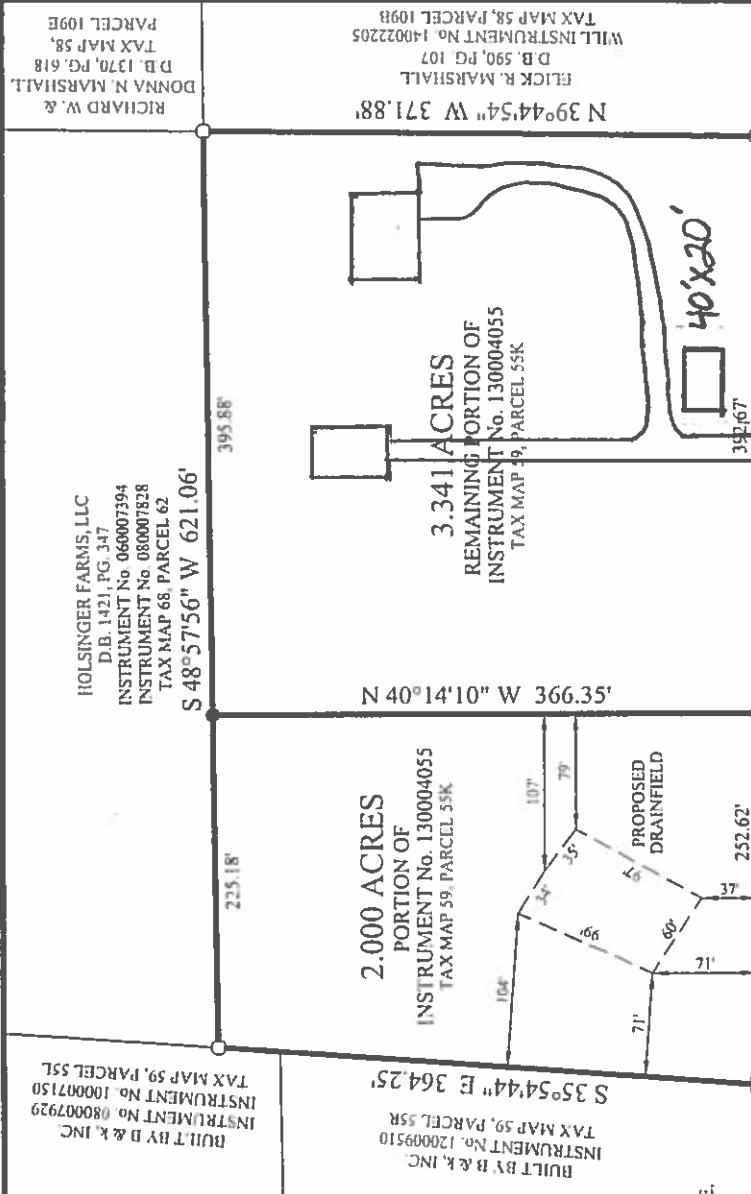 RICHARD W. &
DONNA N. MARSHALL
D.B. 1370, PG. 618
TAX MAP 58,
PARCEL 109E
FLICK R. MARSHALL
D.B. 590, PG. 107
WILL INSTRUMENT No. 140022205
TAX MAP 58, PARCEL 109B
N 39°44'54" W 371.88'
HOLSINGER FARMS, LLC
D.B. 1421, PG. 347
INSTRUMENT No. 060007394
INSTRUMENT No. 080007828
TAX MAP 68, PARCEL 62
S 48°57'56" W 621.06'
395.88'
40'X20'
3.341 ACRES
REMAINING PORTION OF
INSTRUMENT No. 130004055
TAX MAP 59, PARCEL 55K
392.67'
N 40°14'10" W 366.35'
225.18'
2.000 ACRES
PORTION OF
INSTRUMENT No. 130004055
TAX MAP 59, PARCEL 55K
107'
79'
35'
34'
97'
99'
60'
PROPOSED
DRAINFIELD
252.62'
37'
71'
71'
104'
S 35°54'44" E 364.25'
BUILT BY B & K, INC.
INSTRUMENT No. 080007929
INSTRUMENT No. 100007150
TAX MAP 59, PARCEL 55L
BUILT BY B & K, INC.
INSTRUMENT No. 120009510
TAX MAP 59, PARCEL 55R